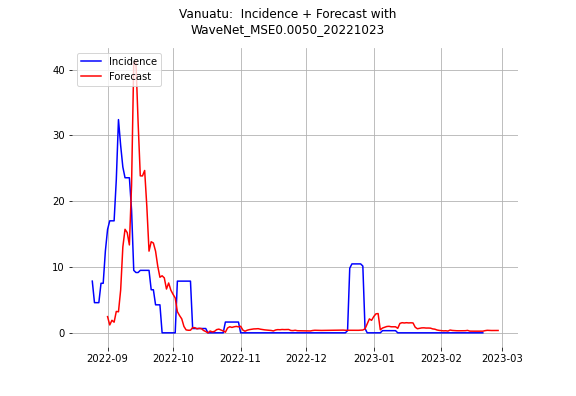 Vanuatu:  Incidence + Forecast with
WaveNet_MSE0.0050_20221023
Incidence
Forecast
40
30
20
10
0
2022-09 2022-10 2022-11 2022-12 2023-01 2023-02 2023-03